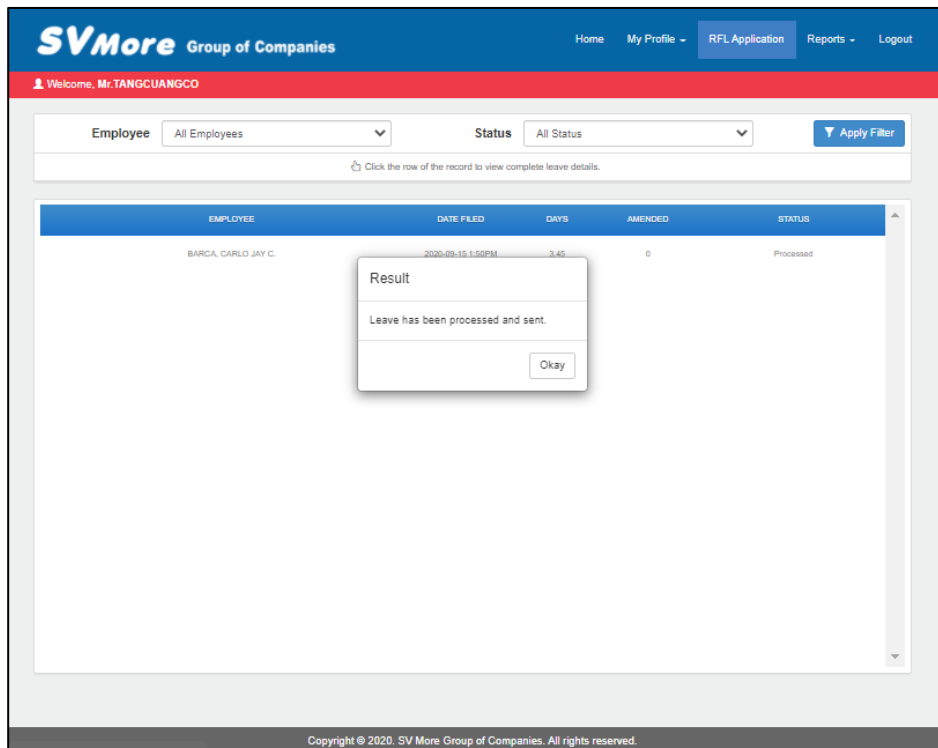 SVMore Group of Companies
Home My Profile RFL Application Reports Logout
Welcome, Mr.TANGCUANGCO
Employee All Employees Status All Status Apply Filter
Click the row of the record to view complete leave details.
EMPLOYEE DATE FILED DAYS AMENDED STATUS
BARCA, CARLO JAY C. 2020-09-15 1:50PM 3.45 0 Processed
Result
Leave has been processed and sent.
Okay
Copyright © 2020. SV More Group of Companies. All rights reserved.